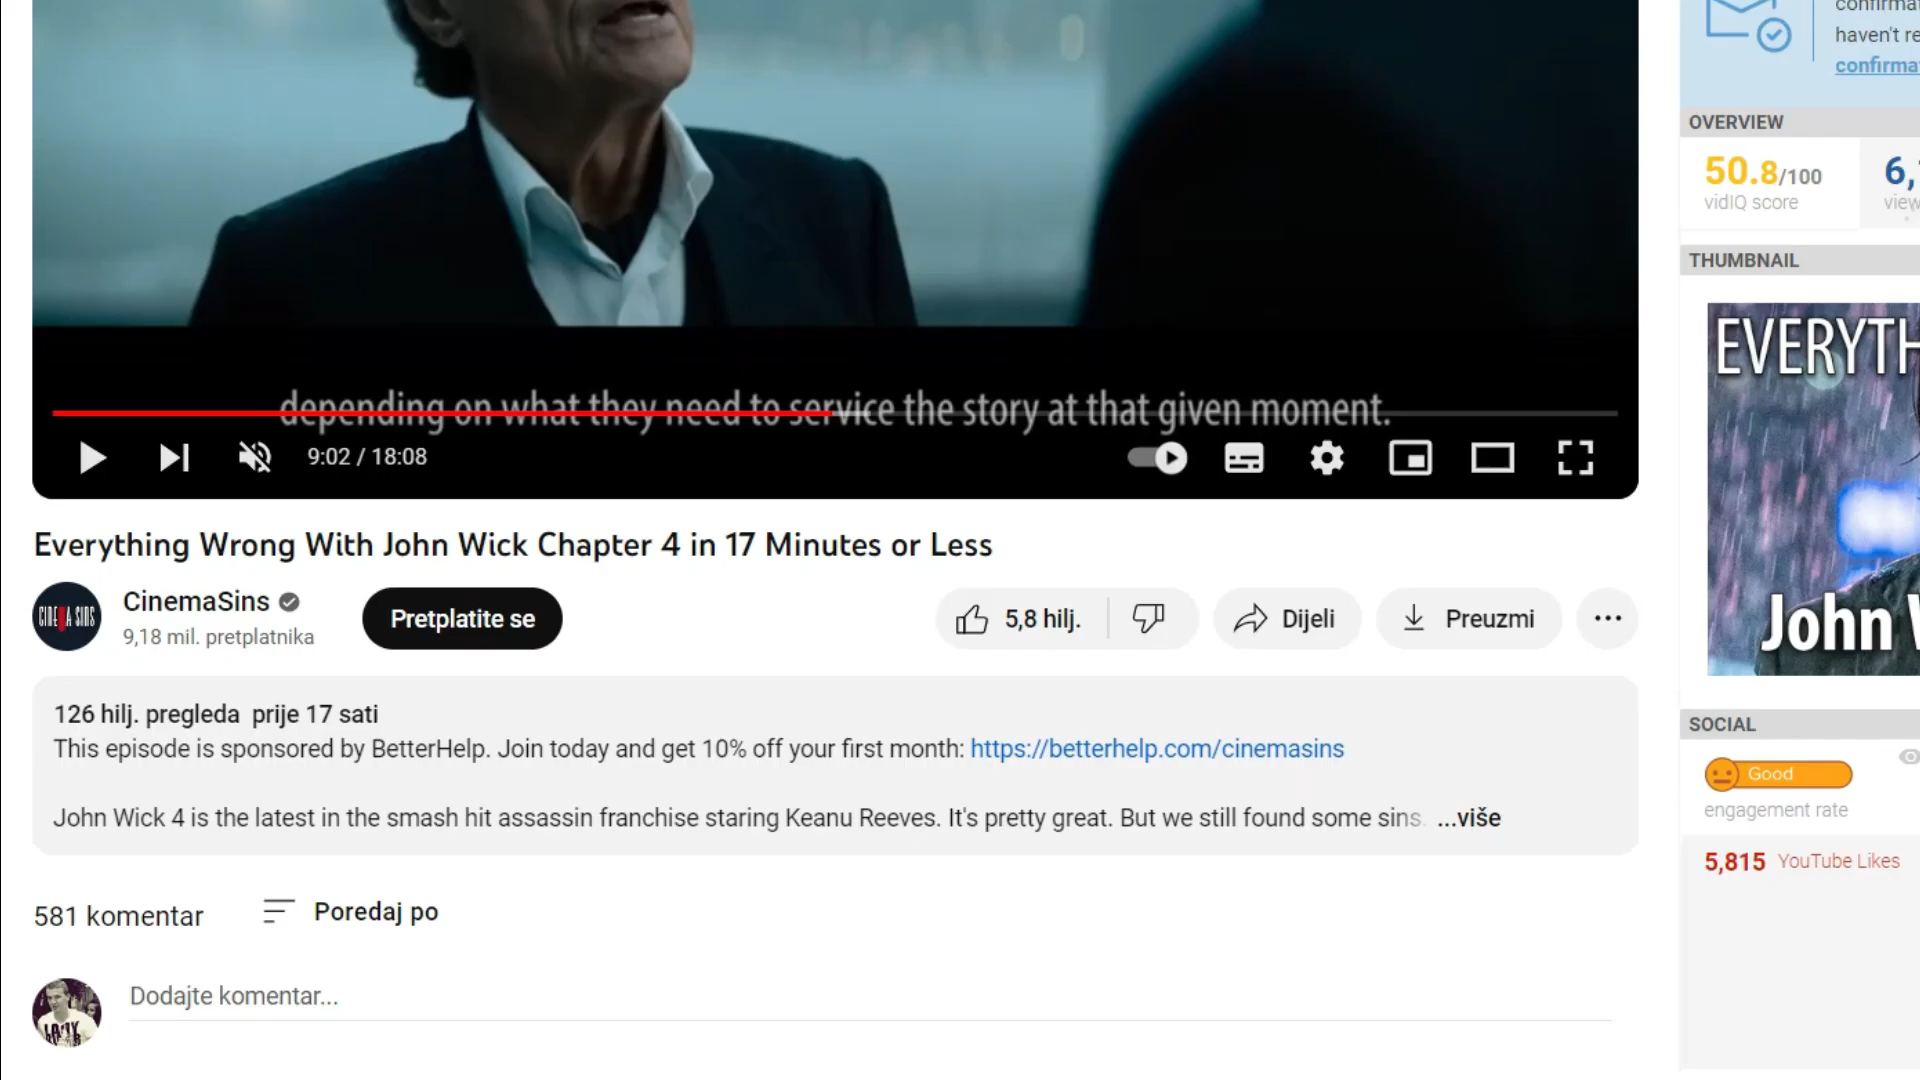 confirmat
haven't re
confirmat
OVERVIEW
50.8/100
vidIQ score
6,
view
THUMBNAIL
EVERYTH
John W
depending on what they need to service the story at that given moment.
9:02 / 18:08
Everything Wrong With John Wick Chapter 4 in 17 Minutes or Less
CINEMA SINS
CinemaSins
9,18 mil. pretplatnika
Pretplatite se
5,8 hilj.
Dijeli
Preuzmi
126 hilj. pregleda prije 17 sati
This episode is sponsored by BetterHelp. Join today and get 10% off your first month: https://betterhelp.com/cinemasins
John Wick 4 is the latest in the smash hit assassin franchise staring Keanu Reeves. It's pretty great. But we still found some sins. ...više
SOCIAL
Good
engagement rate
5,815 YouTube Likes
581 komentar
Poredaj po
Dodajte komentar...